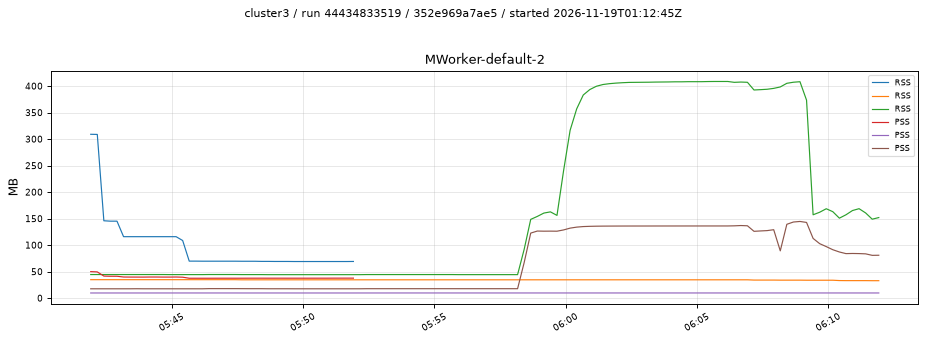 cluster3 / run 44434833519 / 352e969a7ae5 / started 2026-11-19T01:12:45Z
MWorker-default-2
MB
400
350
300
250
200
150
100
50
0
05:45
05:50
05:55
06:00
06:05
06:10
RSS
RSS
RSS
PSS
PSS
PSS